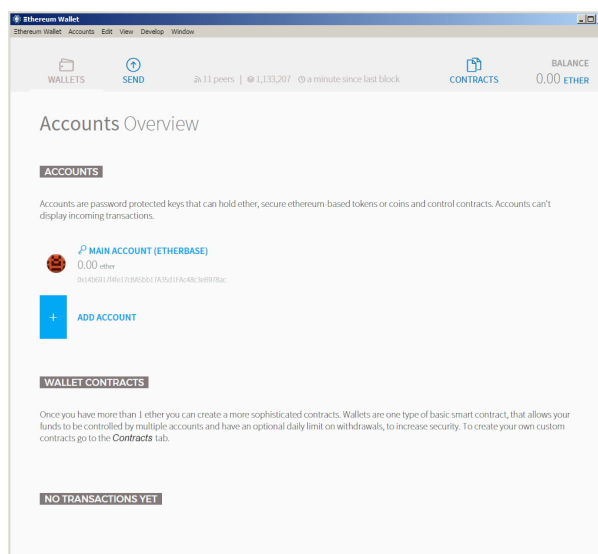 Ethereum Wallet
Ethereum Wallet Accounts Edit View Develop Window
WALLETS
SEND
11 peers | 1,133,207 a minute since last block
CONTRACTS
BALANCE
0.00 ETHER
Accounts Overview
ACCOUNTS
Accounts are password protected keys that can hold ether, secure ethereum-based tokens or coins and control contracts. Accounts can't
display incoming transactions.
MAIN ACCOUNT (ETHERBASE)
0.00 ether
+ ADD ACCOUNT
WALLET CONTRACTS
Once you have more than 1 ether you can create a more sophisticated contracts. Wallets are one type of basic smart contract, that allows your
funds to be controlled by multiple accounts and have an optional daily limit on withdrawals, to increase security. To create your own custom
contracts go to the Contracts tab.
NO TRANSACTIONS YET